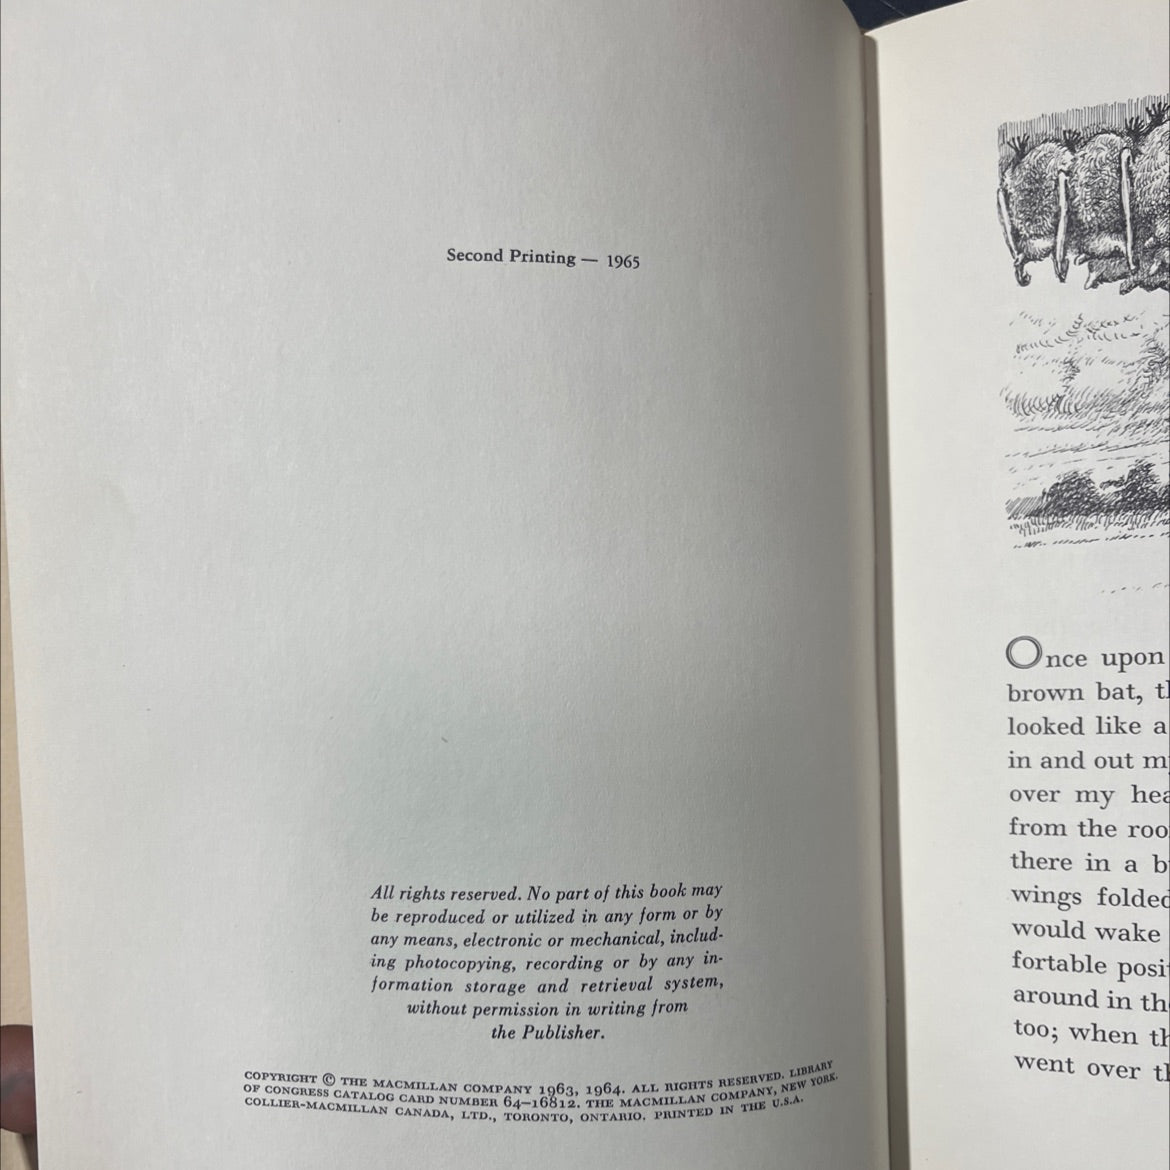 Second Printing — 1965
All rights reserved. No part of this book may
be reproduced or utilized in any form or by
any means, electronic or mechanical, includ-
ing photocopying, recording or by any in-
formation storage and retrieval system,
without permission in writing from
the Publisher.
COPYRIGHT © THE MACMILLAN COMPANY 1963, 1964. ALL RIGHTS RESERVED. LIBRARY
OF CONGRESS CATALOG CARD NUMBER 64–16812. THE MACMILLAN COMPANY, NEW YORK.
COLLIER-MACMILLAN CANADA, LTD., TORONTO, ONTARIO. PRINTED IN THE U.S.A.
Once upon
brown bat,
looked like a
in and out
over my
from the
there in a
wings folded
would wake
fortable
around in
too; when
went over